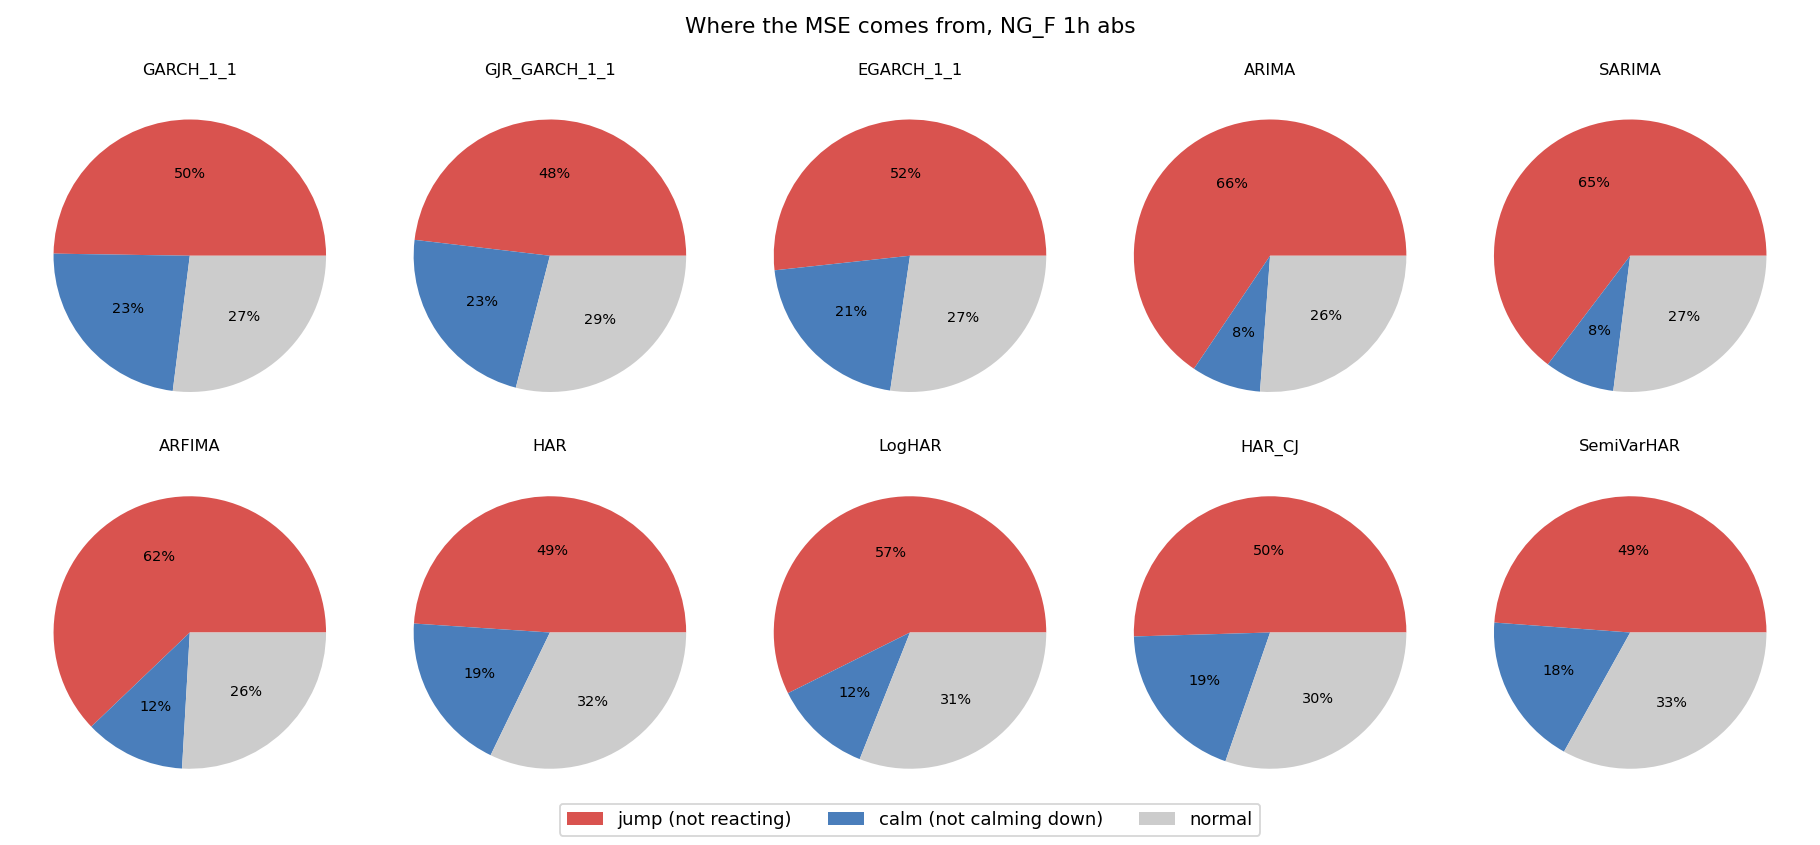 Where the MSE comes from, NG_F 1h abs
GARCH_1_1
GJR_GARCH_1_1
EGARCH_1_1
ARIMA
SARIMA
50%
23%
27%
48%
23%
29%
52%
21%
27%
66%
8%
26%
65%
8%
27%
ARFIMA
HAR
LogHAR
HAR_CJ
SemiVarHAR
62%
12%
26%
49%
19%
32%
57%
12%
31%
50%
19%
30%
49%
18%
33%
jump (not reacting)
calm (not calming down)
normal